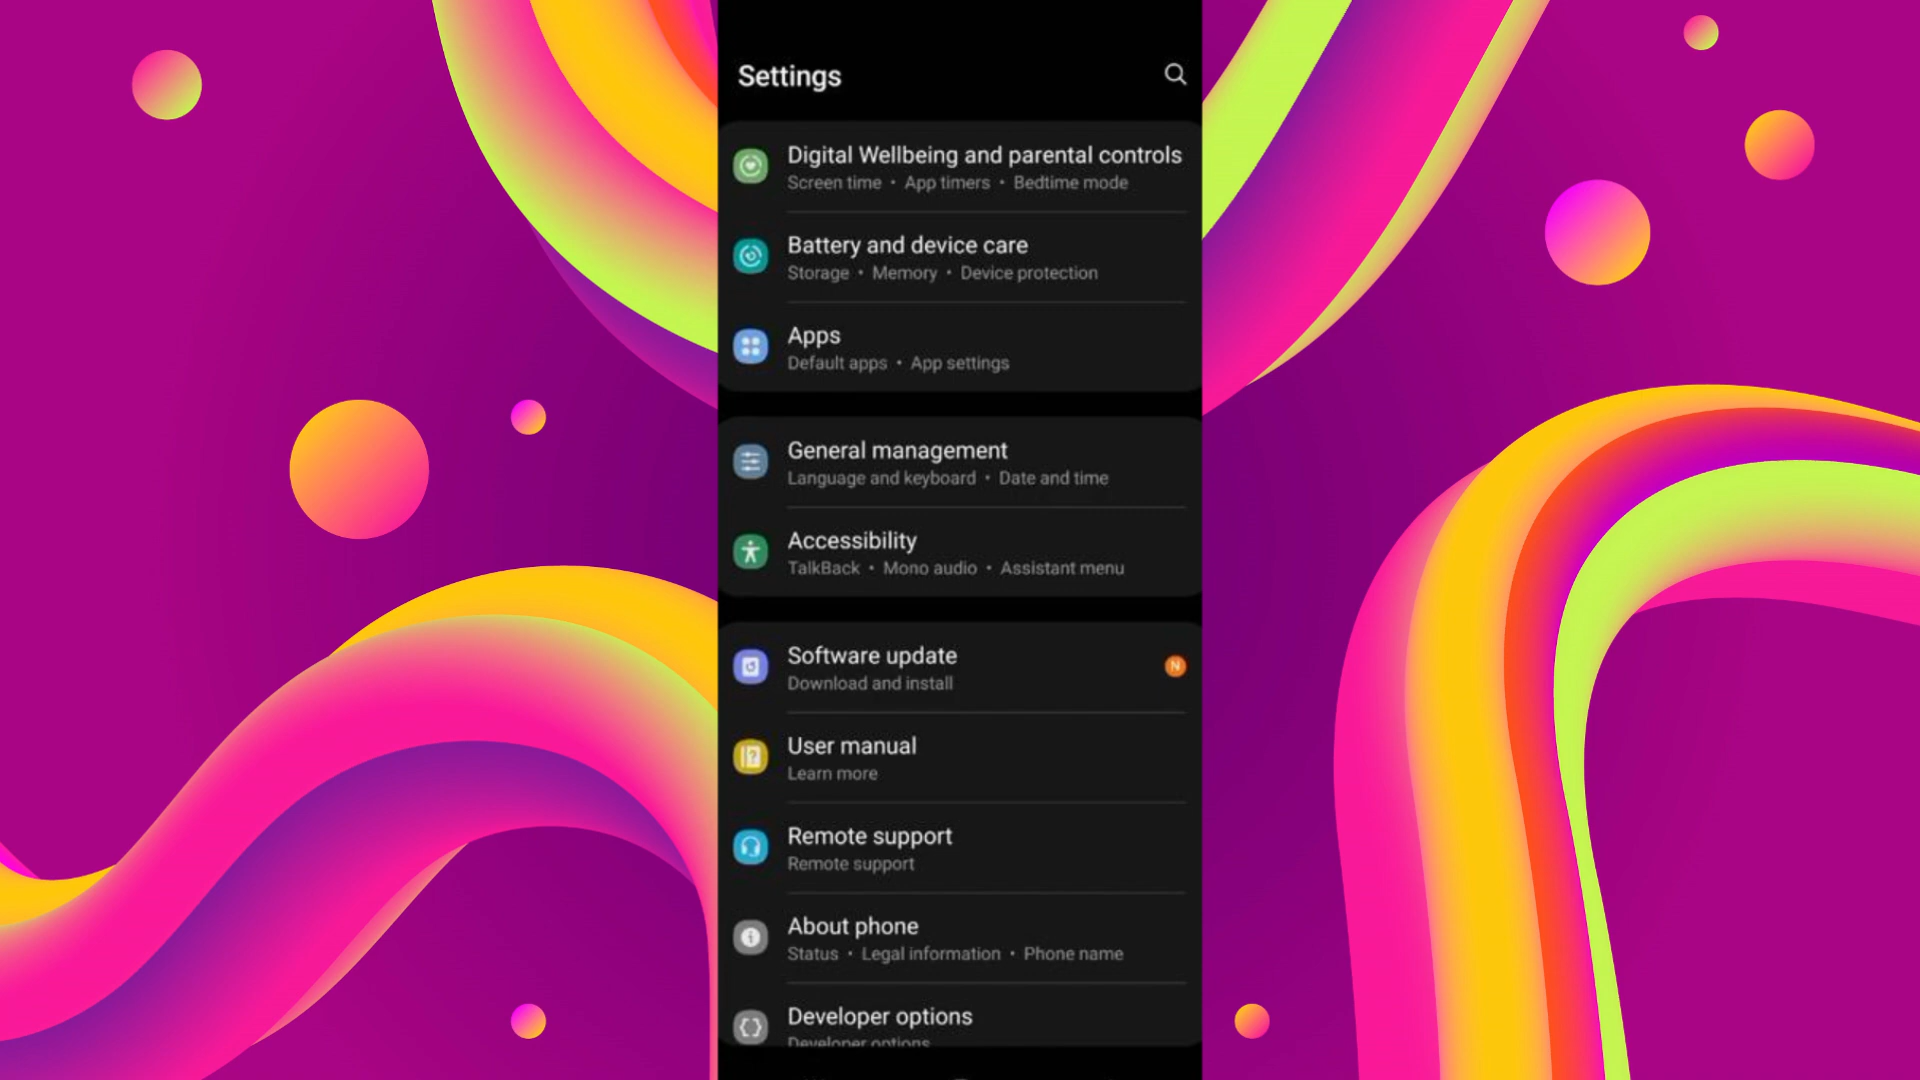 Settings
Digital Wellbeing and parental controls
Screen time • App timers • Bedtime mode
Battery and device care
Storage • Memory • Device protection
Apps
Default apps • App settings
General management
Language and keyboard • Date and time
Accessibility
TalkBack • Mono audio • Assistant menu
Software update
N
Download and install
User manual
Learn more
Remote support
Remote support
About phone
Status • Legal information • Phone name
Developer options
Developer options